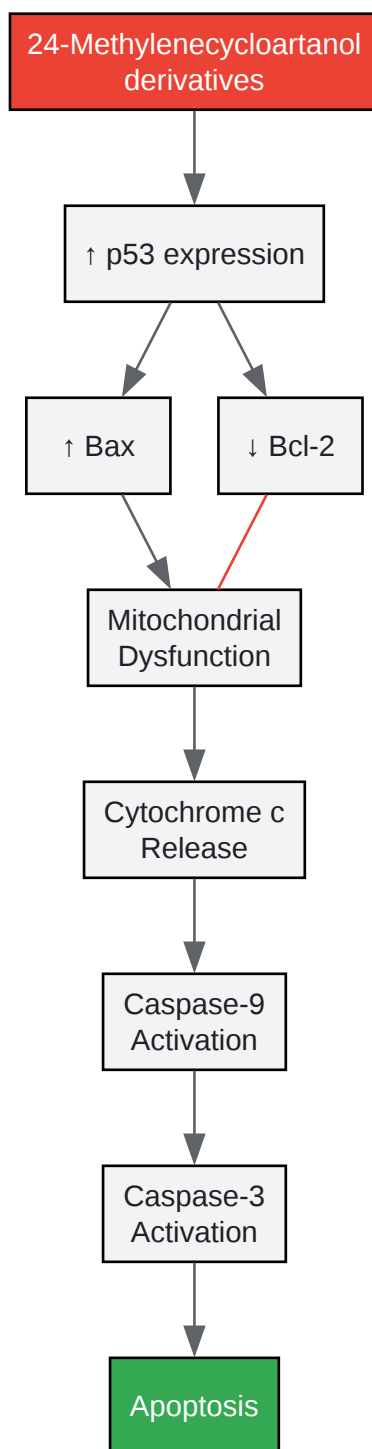 24-Methylenecycloartanol
derivatives
↑ p53 expression
↑ Bax
↓ Bcl-2
Mitochondrial
Dysfunction
Cytochrome c
Release
Caspase-9
Activation
Caspase-3
Activation
Apoptosis